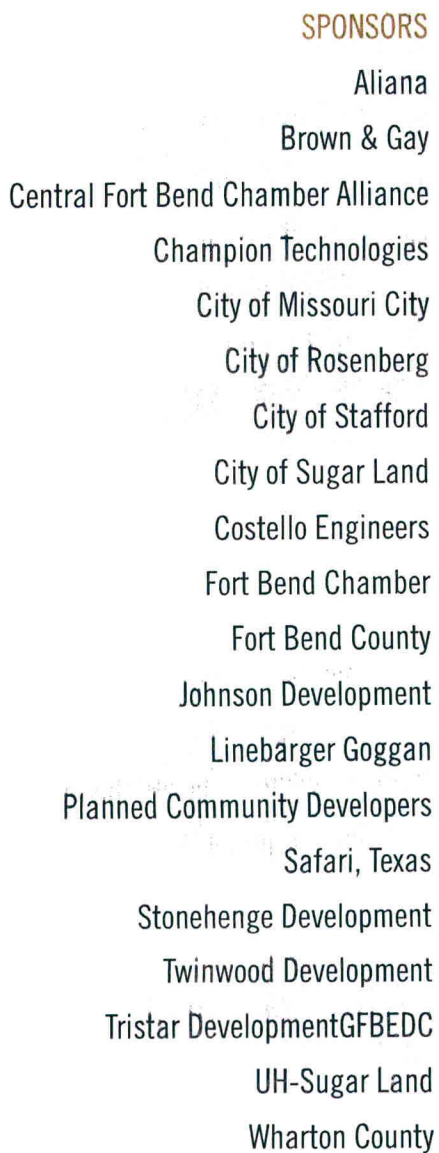 SPONSORS
Aliana
Brown & Gay
Central Fort Bend Chamber Alliance
Champion Technologies
City of Missouri City
City of Rosenberg
City of Stafford
City of Sugar Land
Costello Engineers
Fort Bend Chamber
Fort Bend County
Johnson Development
Linebarger Goggan
Planned Community Developers
Safari, Texas
Stonehenge Development
Twinwood Development
Tristar DevelopmentGFBEDC
UH-Sugar Land
Wharton County